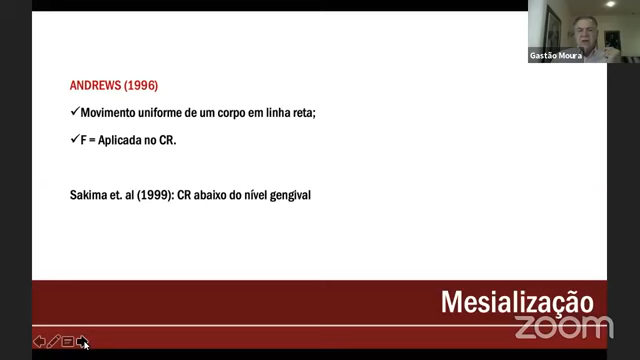 Gastão Moura
ANDREWS (1996)
✓Movimento uniforme de um corpo em linha reta;
✓F = Aplicada no CR.
Sakima et. al (1999): CR abaixo do nível gengival
Mesialização
zoom